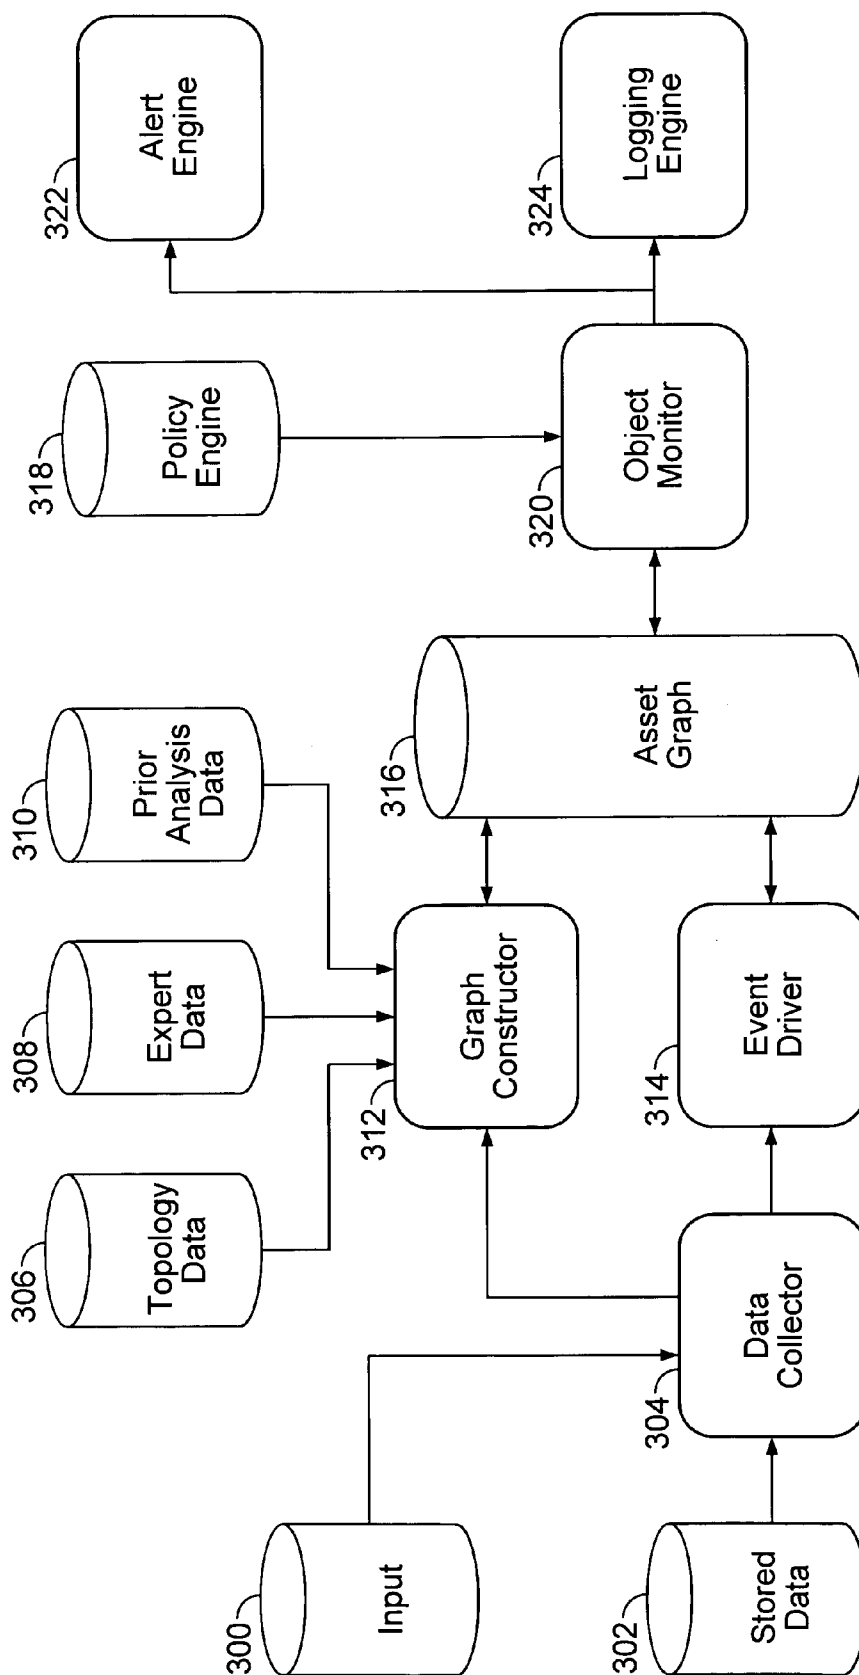 300
Input
302
Stored
Data
304
Data
Collector
306
Topology
Data
308
Expert
Data
310
Prior
Analysis
Data
312
Graph
Constructor
314
Event
Driver
316
Asset
Graph
318
Policy
Engine
320
Object
Monitor
322
Alert
Engine
324
Logging
Engine